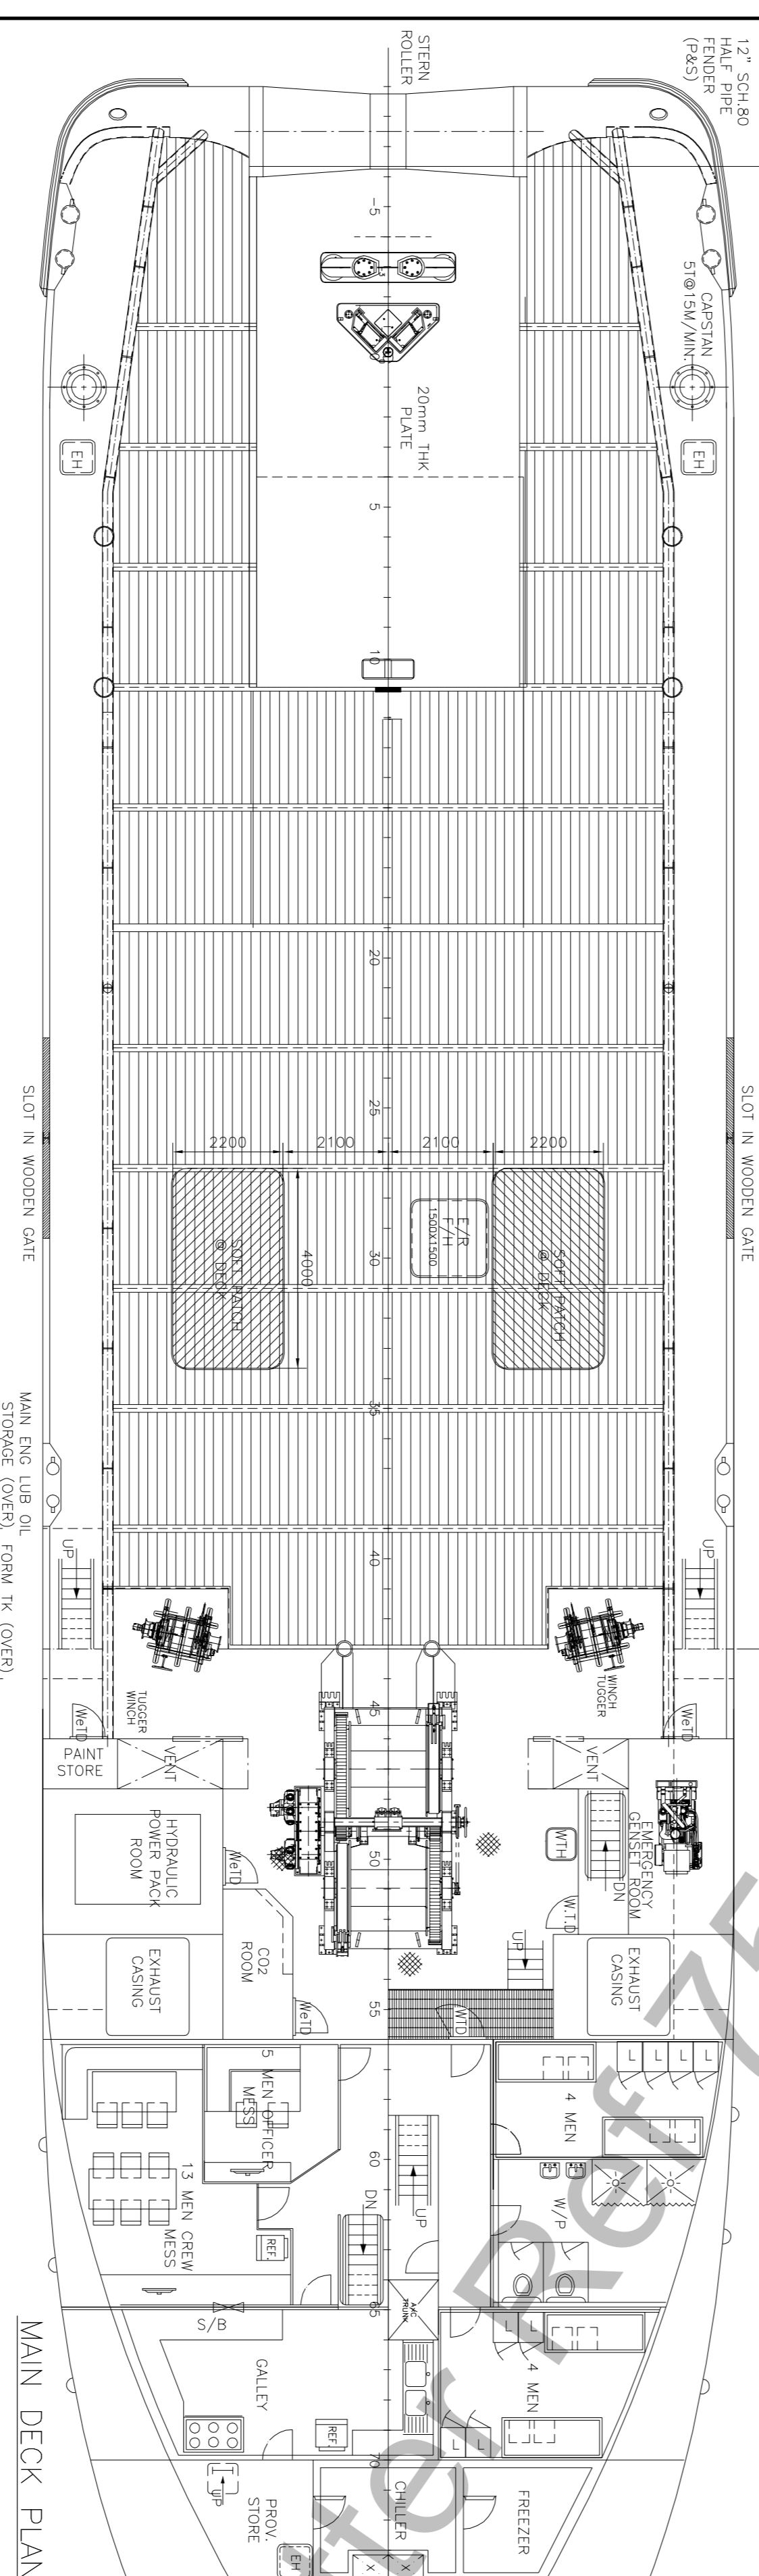 12" SCH.80
HALF PIPE
FENDER
(P&S)
STERN
ROLLER
-5
CAPSTAN
5T@15M/MIN.
0
20mm THK
PLATE
EH
EH
5
10
20
25
SLOT IN WOODEN GATE
SLOT IN WOODEN GATE
2200
2100
2100
2200
E/R
F/H
1500X1500
SOFT PATCH
@ DECK
SOFT PATCH
@ DECK
4000
30
35
MAIN ENG LUB OIL
STORAGE (OVER), FORM TK (OVER),
40
UP
UP
TUGGER
WINCH
WINCH
TUGGER
45
WeTD
WeTD
PAINT
STORE
VENT
VENT
HYDRAULIC
POWER PACK
ROOM
WeTD
50
WTH
EMERGENCY
GENSET ROOM
DN
W.T.D
UP
EXHAUST
CASING
CO2
ROOM
WeTD
55
WTD
EXHAUST
CASING
5 MEN OFFICER
MESS
4 MEN
60
13 MEN CREW
MESS
REF.
DN
UP
W/P
65
A/C
TRUNK
S/B
GALLEY
REF.
4 MEN
70
UP
PROV.
STORE
EH
CHILLER
FREEZER
X
X
L
L
L
L
L
L
MAIN DECK PLAN
ter Ref 75